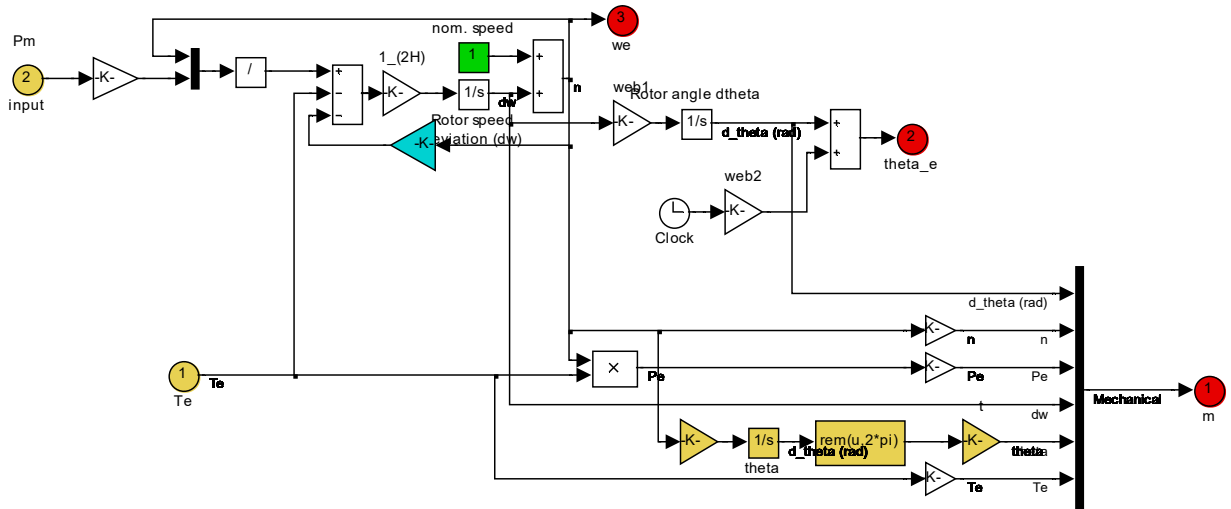 3
we
nom. speed
Pm
1
1_(2H)
2
-K-
input
/
+
−
−
-K-
1/s
+
+
n
dw
web1
Rotor angle dtheta
-K-
1/s
d_theta (rad)
Rotor speed
eviation (dw)
-K-
+
+
2
theta_e
web2
-K-
Clock
d_theta (rad)
K-
n
n
×
Pe
K-
Pe
Pe
1
Te
Te
t
dw
Mechanical
1
m
-K-
1/s
theta
d_theta (rad)
rem(u,2*pi)
-K-
theta
K-
Te
Te